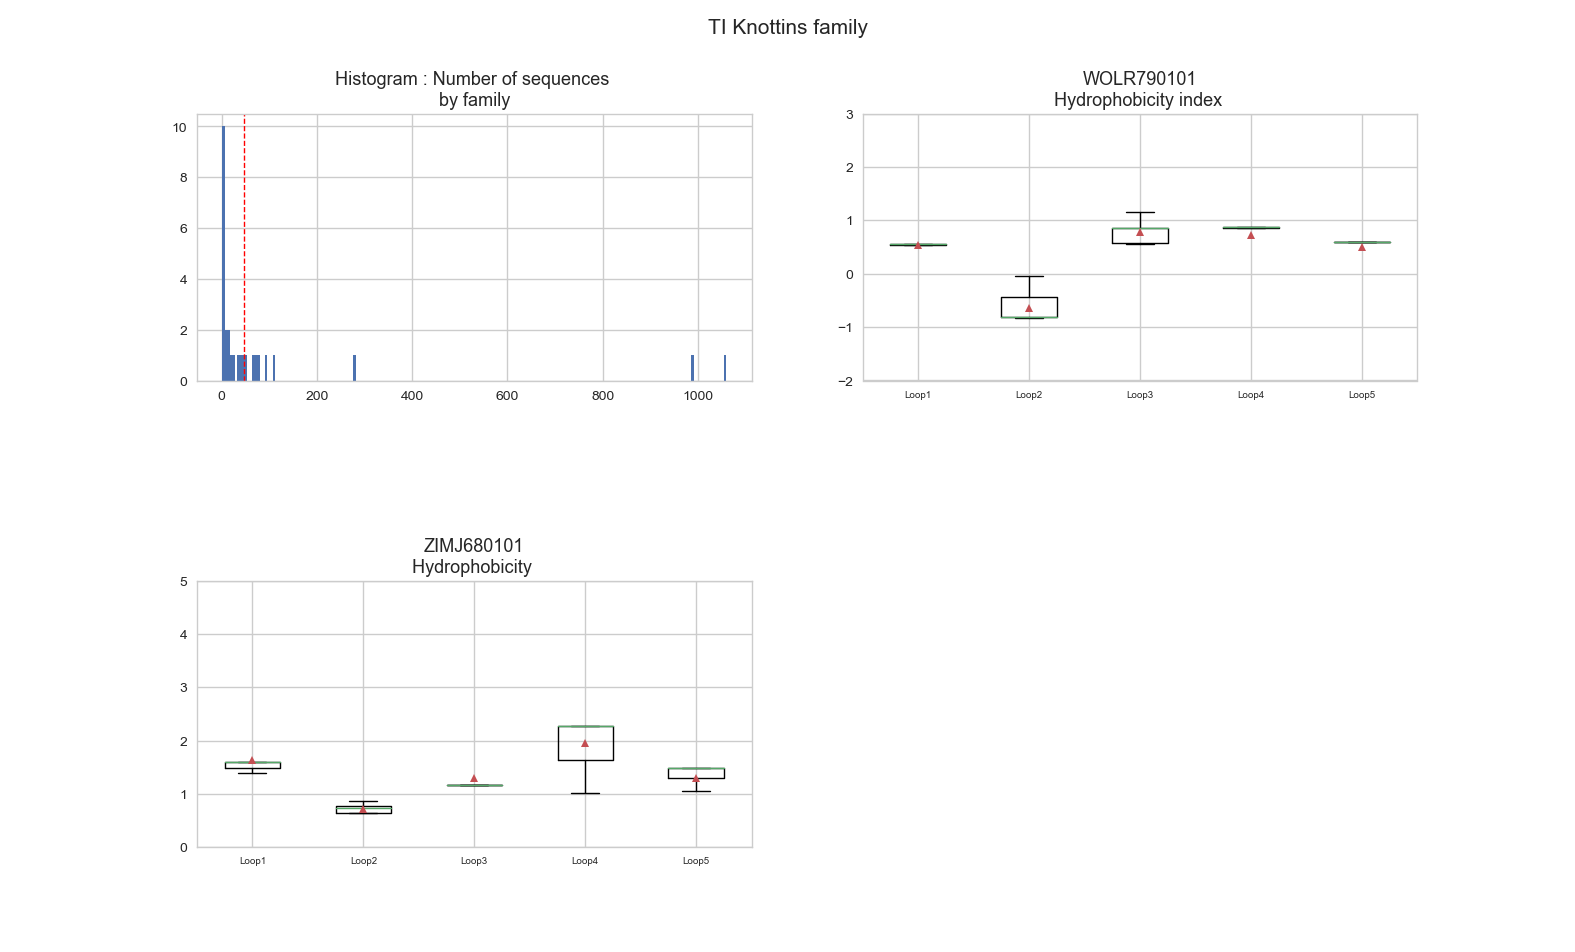 TI Knottins family
Histogram : Number of sequences
by family
10
8
6
4
2
0
0 200 400 600 800 1000
WOLR790101
Hydrophobicity index
3
2
1
0
−1
−2
Loop1 Loop2 Loop3 Loop4 Loop5
ZIMJ680101
Hydrophobicity
5
4
3
2
1
0
Loop1 Loop2 Loop3 Loop4 Loop5